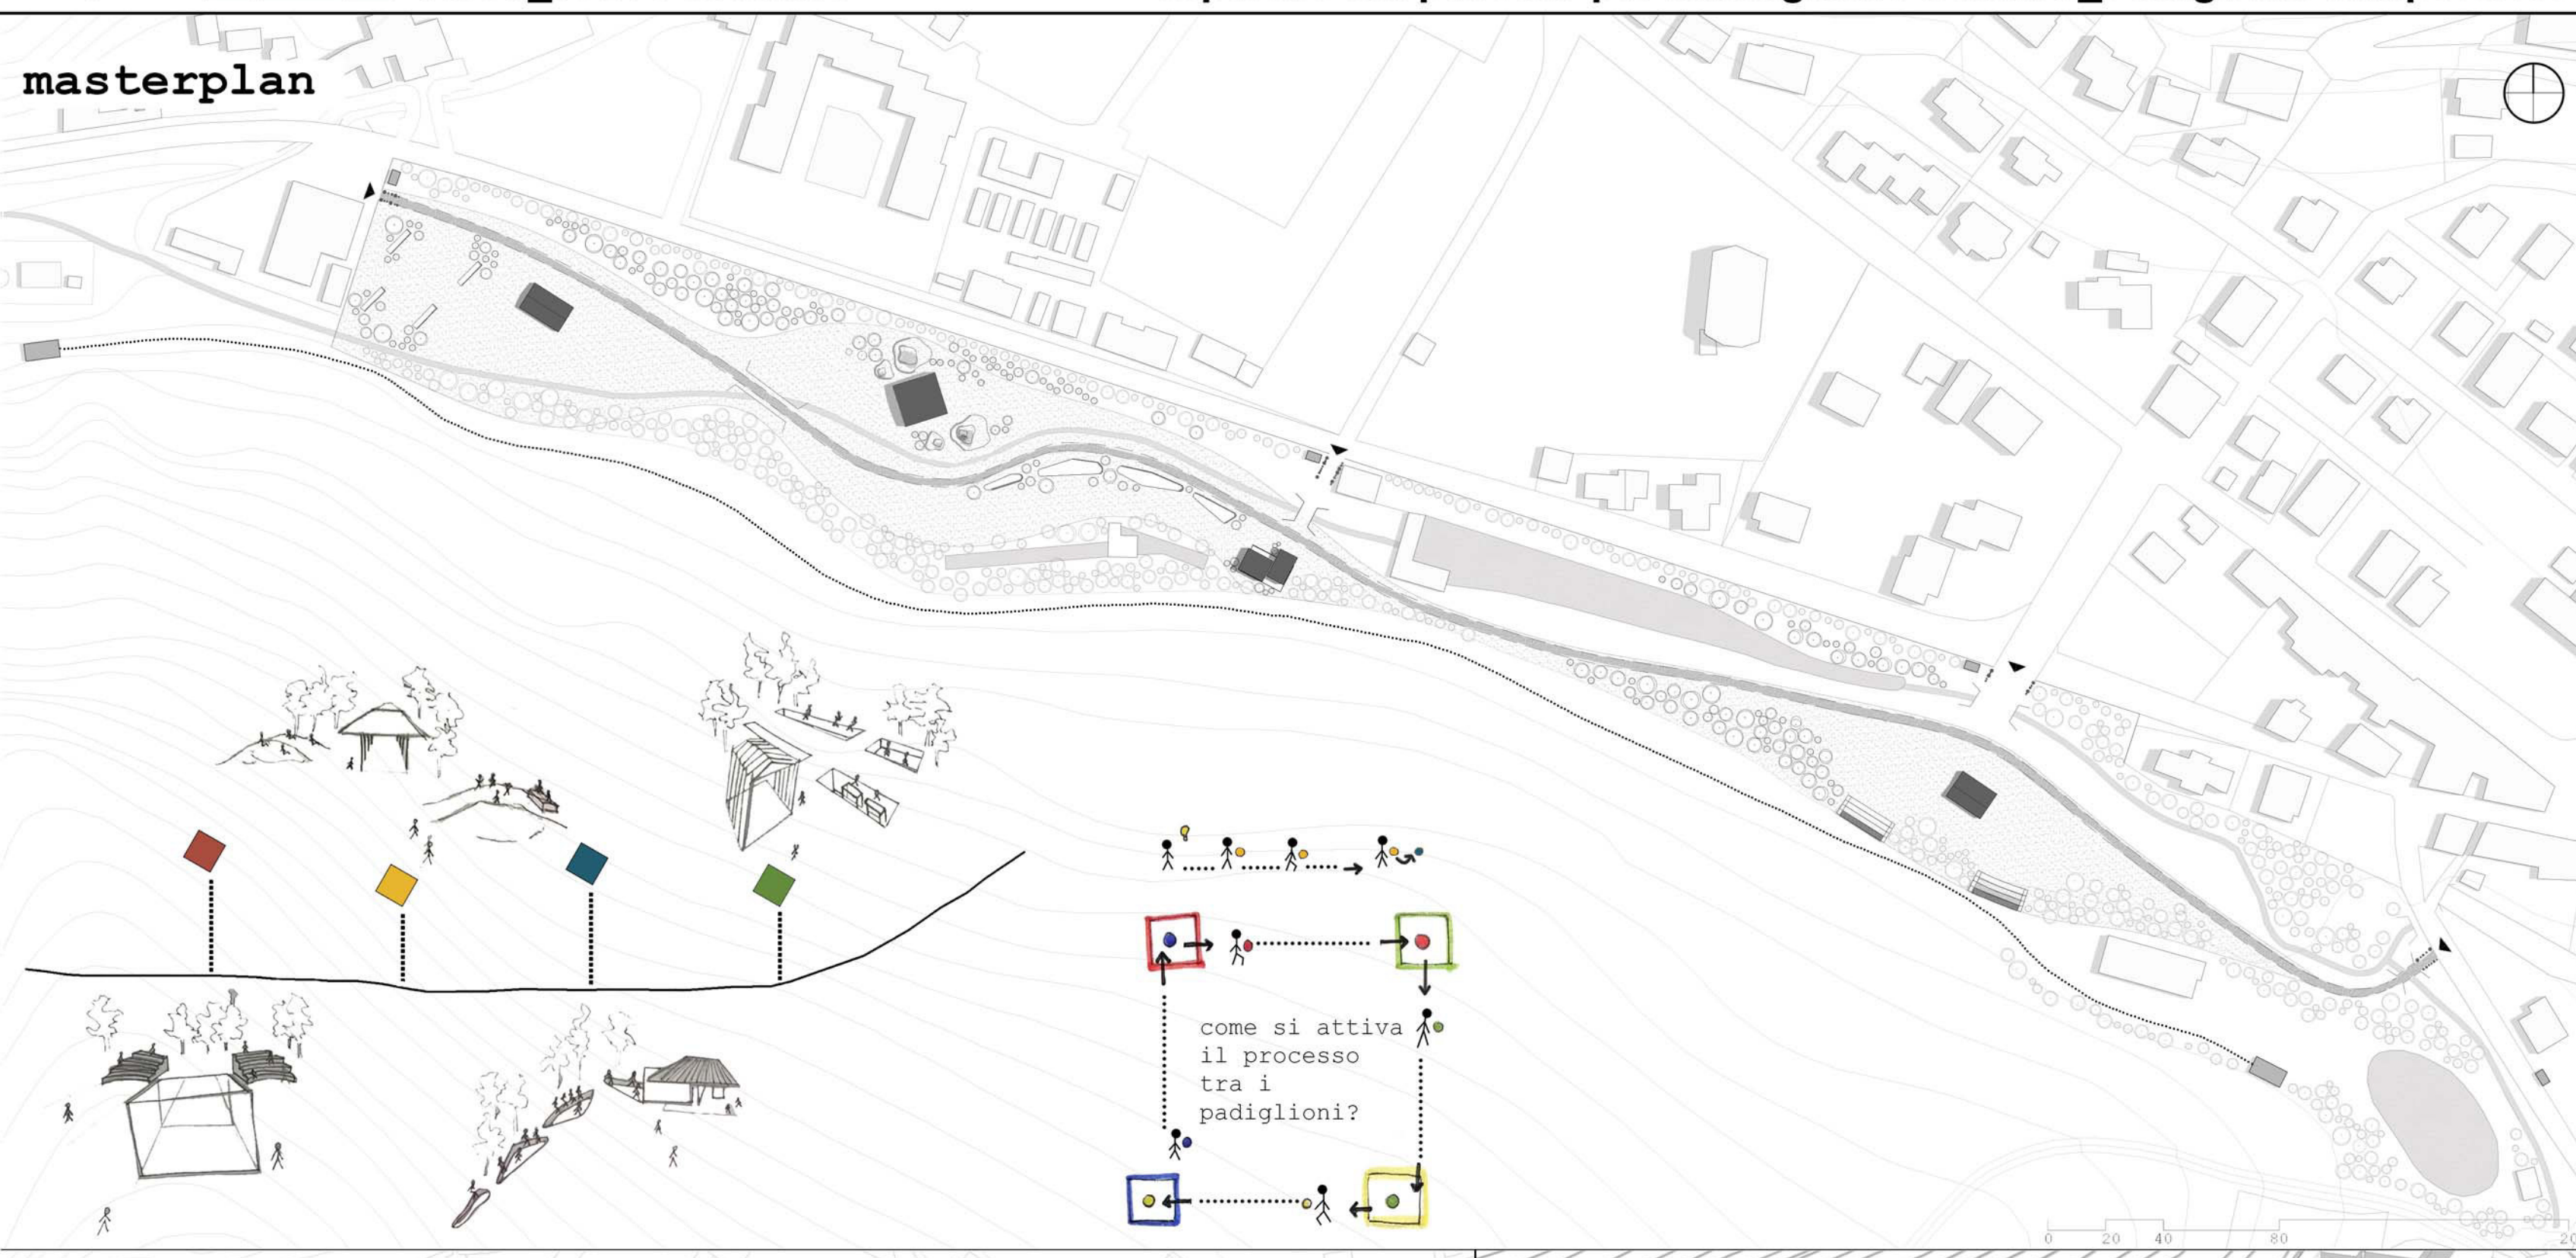 masterplan
come si attiva
il processo
tra i
padiglioni?
0 20 40 80